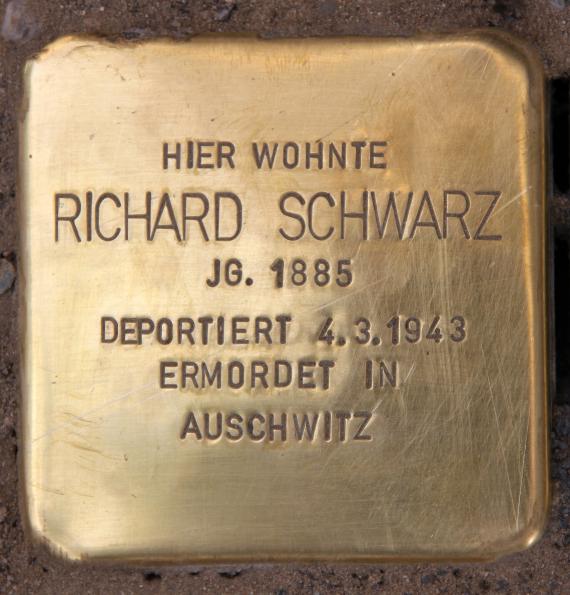 HIER WOHNTE
RICHARD SCHWARZ
JG. 1885
DEPORTIERT 4.3.1943
ERMORDET IN
AUSCHWITZ